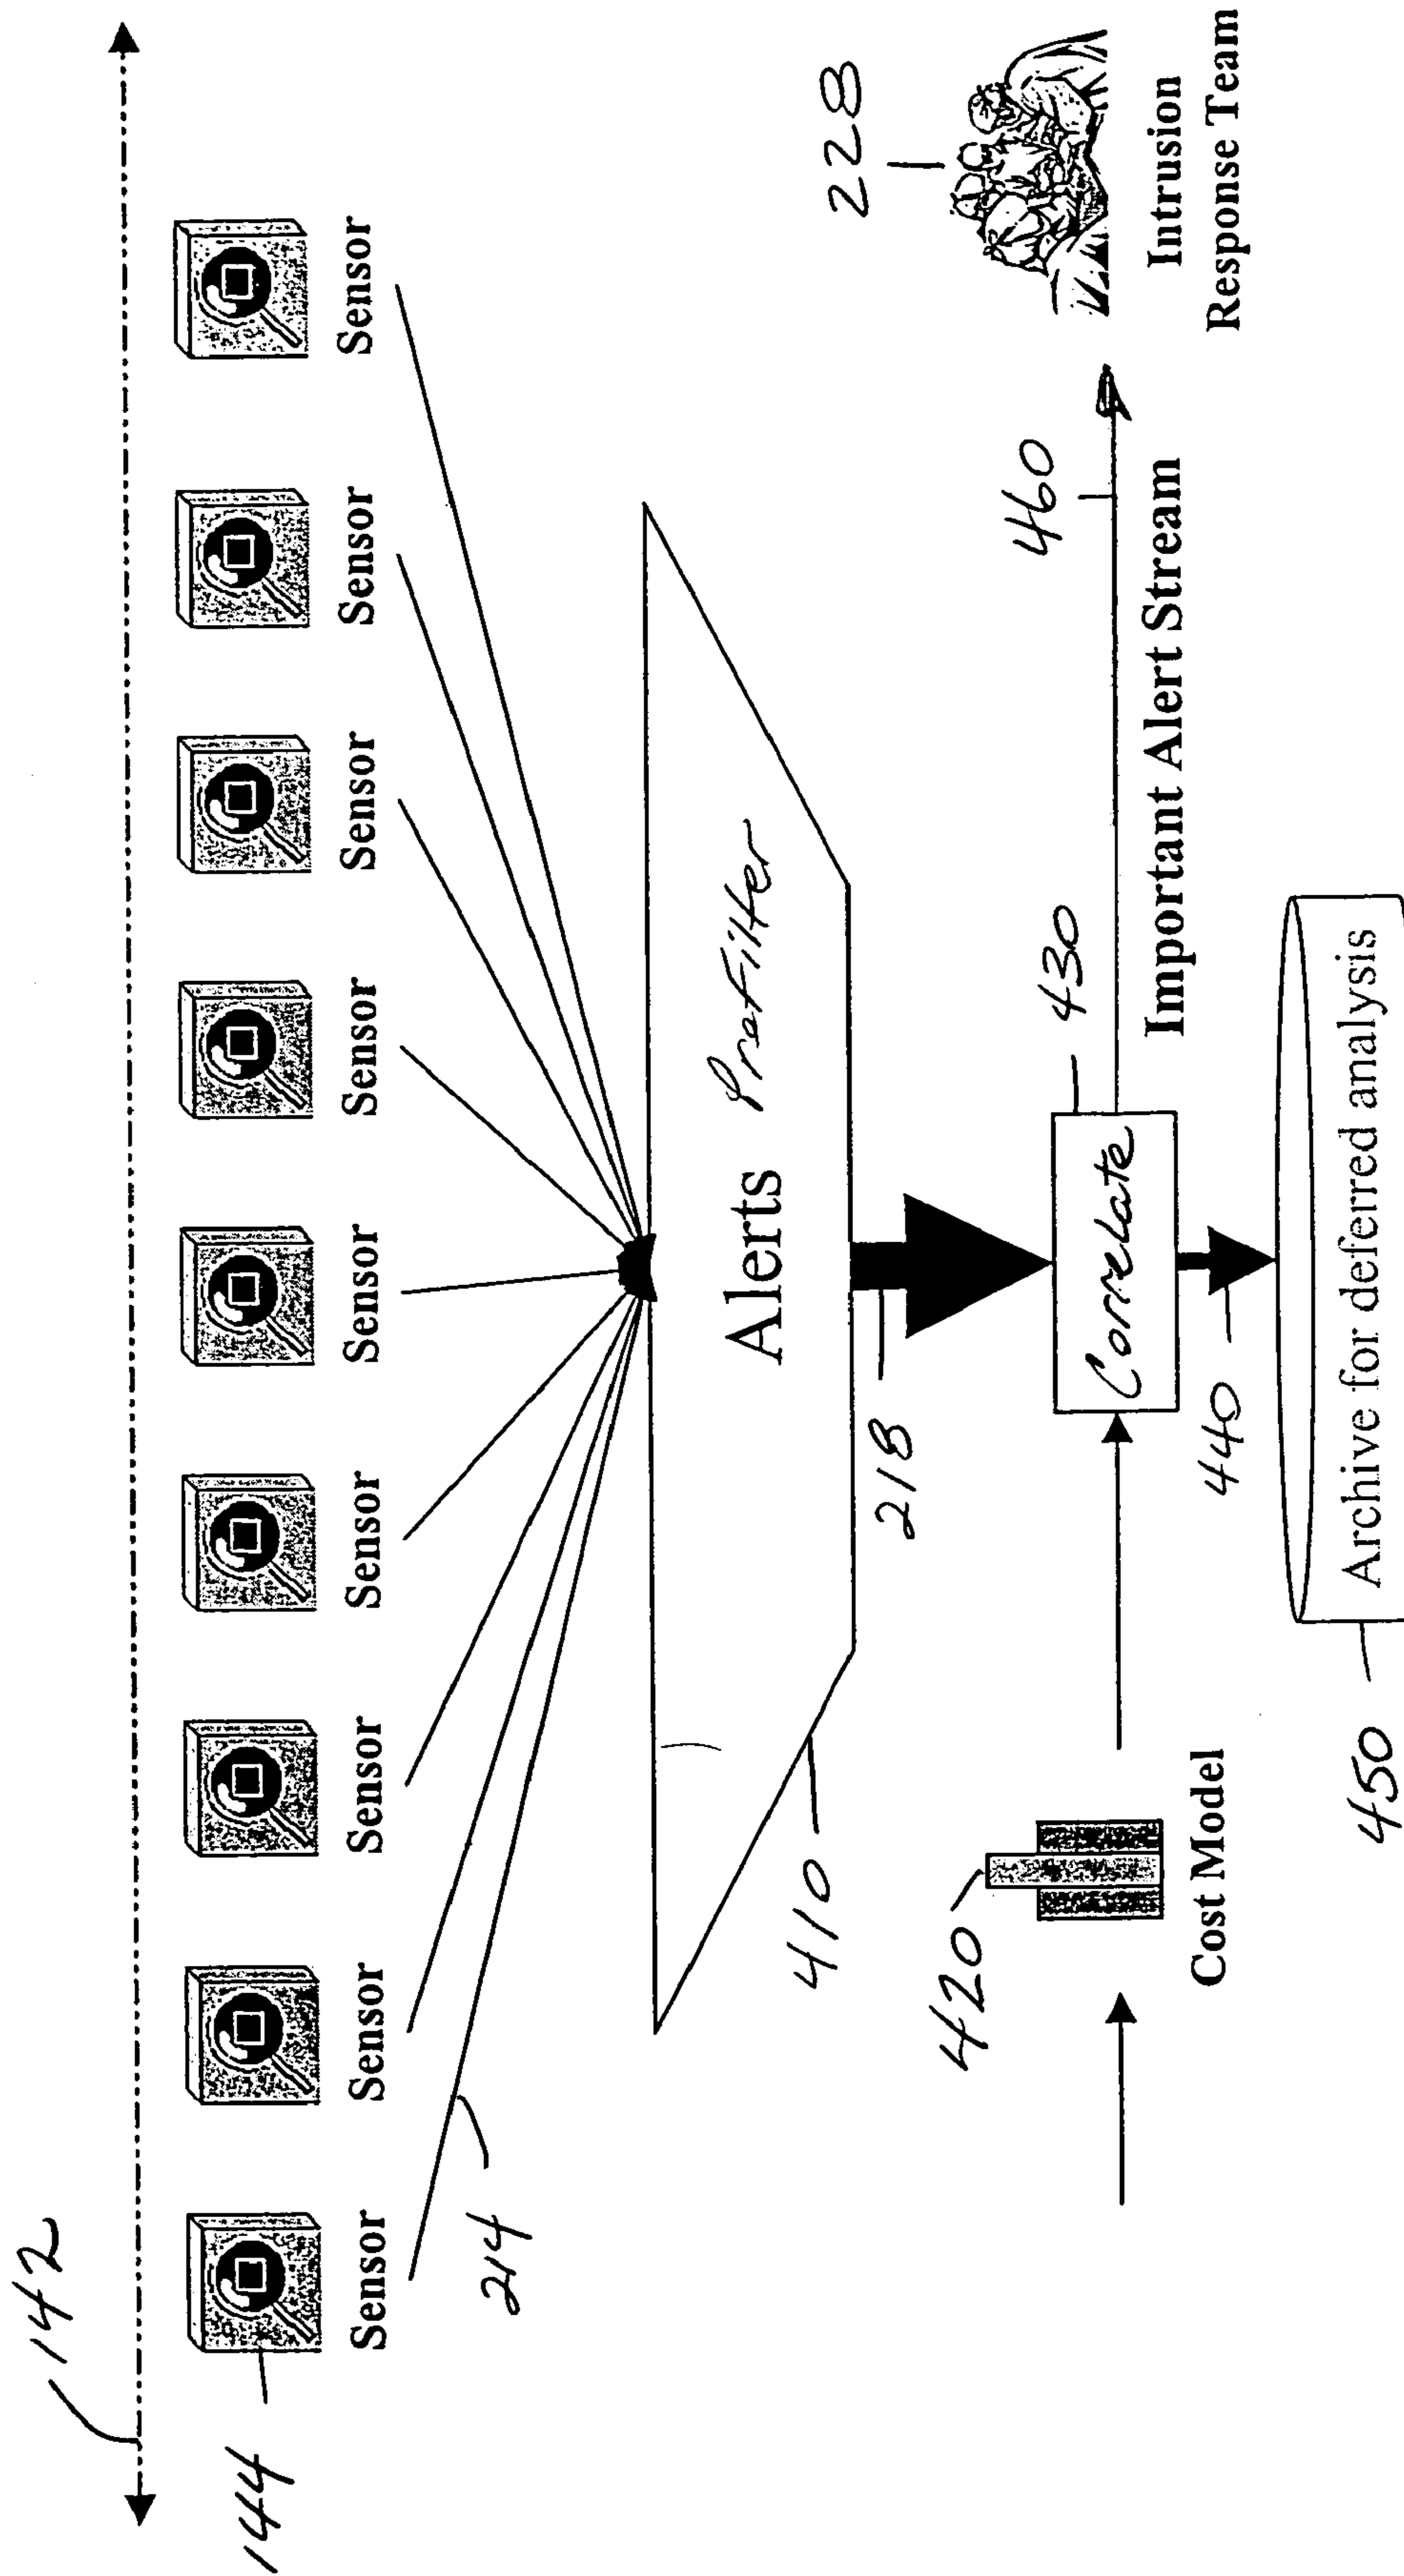 142
144
Sensor
Sensor
Sensor
Sensor
Sensor
Sensor
Sensor
Sensor
Sensor
214
Alerts Prefilter
410
218
228
420
Cost Model
Correlate
430
460
Important Alert Stream
Intrusion
Response Team
440
450
Archive for deferred analysis